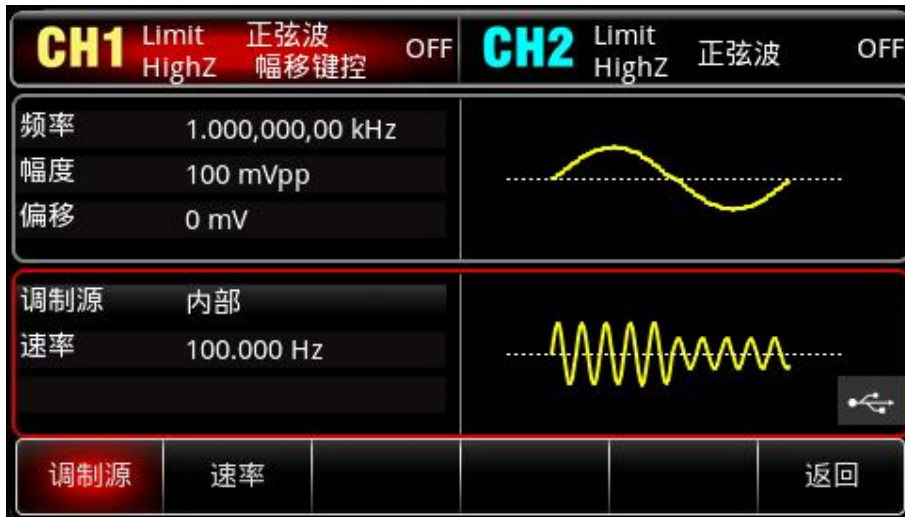 CH1 Limit 正弦波 OFF CH2 Limit 正弦波 OFF
HighZ 幅移键控 HighZ
频率 1.000,000,00 kHz
幅度 100 mVpp
偏移 0 mV
调制源 内部
速率 100.000 Hz
调制源 速率 返回